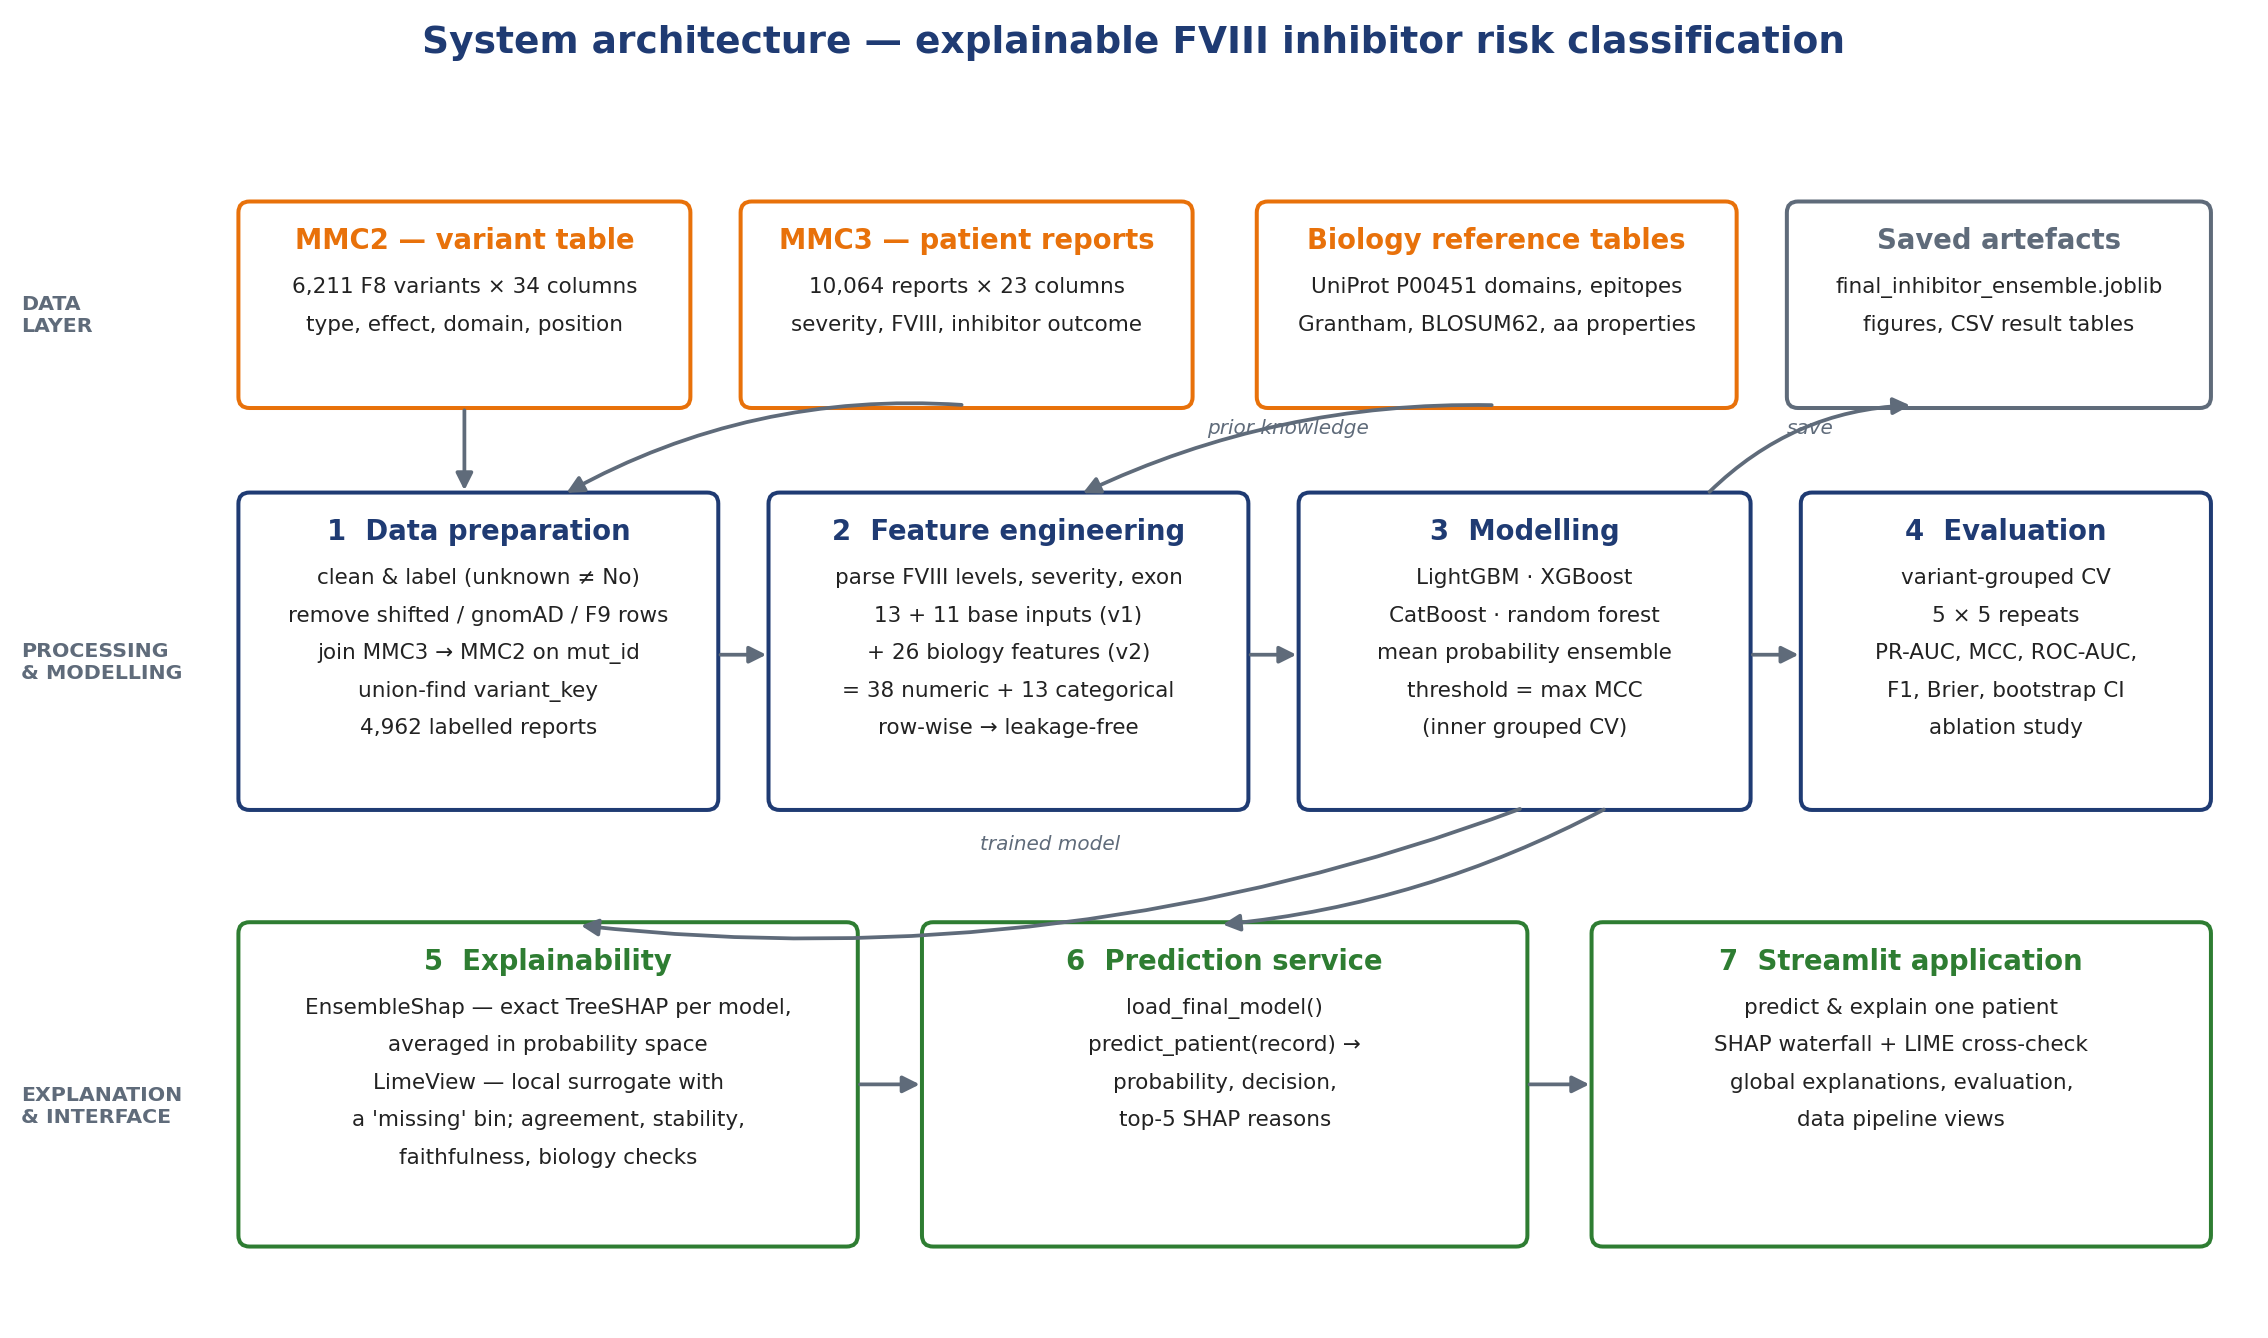 System architecture — explainable FVIII inhibitor risk classification
DATA
LAYER
MMC2 — variant table
6,211 F8 variants × 34 columns
type, effect, domain, position
MMC3 — patient reports
10,064 reports × 23 columns
severity, FVIII, inhibitor outcome
Biology reference tables
UniProt P00451 domains, epitopes
Grantham, BLOSUM62, aa properties
Saved artefacts
final_inhibitor_ensemble.joblib
figures, CSV result tables
prior knowledge
save
PROCESSING
& MODELLING
1 Data preparation
clean & label (unknown ≠ No)
remove shifted / gnomAD / F9 rows
join MMC3 → MMC2 on mut_id
union-find variant_key
4,962 labelled reports
2 Feature engineering
parse FVIII levels, severity, exon
13 + 11 base inputs (v1)
+ 26 biology features (v2)
= 38 numeric + 13 categorical
row-wise → leakage-free
3 Modelling
LightGBM · XGBoost
CatBoost · random forest
mean probability ensemble
threshold = max MCC
(inner grouped CV)
4 Evaluation
variant-grouped CV
5 × 5 repeats
PR-AUC, MCC, ROC-AUC,
F1, Brier, bootstrap CI
ablation study
trained model
EXPLANATION
& INTERFACE
5 Explainability
EnsembleShap — exact TreeSHAP per model,
averaged in probability space
LimeView — local surrogate with
a 'missing' bin; agreement, stability,
faithfulness, biology checks
6 Prediction service
load_final_model()
predict_patient(record) →
probability, decision,
top-5 SHAP reasons
7 Streamlit application
predict & explain one patient
SHAP waterfall + LIME cross-check
global explanations, evaluation,
data pipeline views